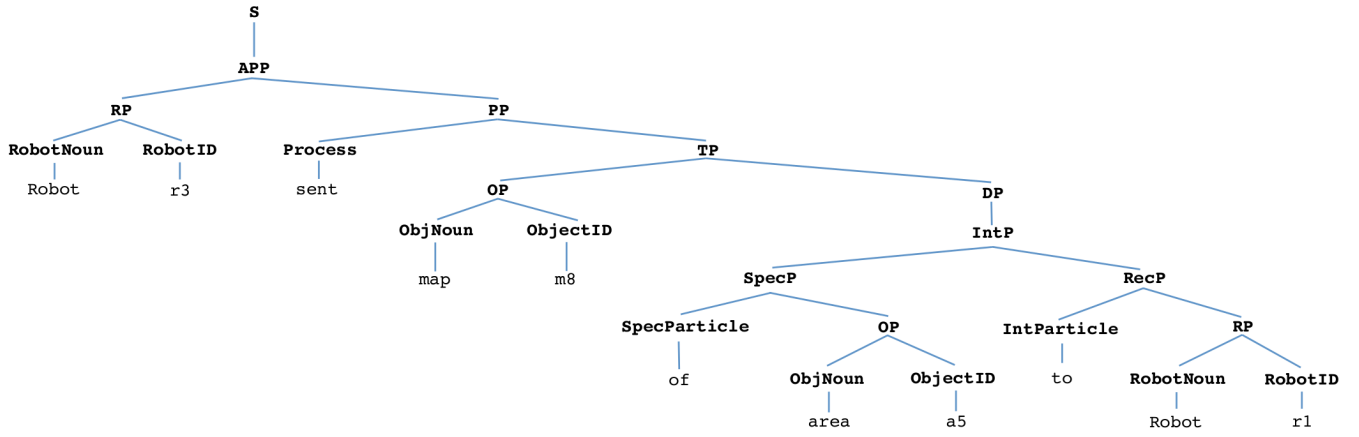 S
APP
RP PP
RobotNoun RobotID Process TP
Robot r3 sent OP DP
ObjNoun ObjectID IntP
map m8 SpecP RecP
SpecParticle OP IntParticle RP
of ObjNoun ObjectID to RobotNoun RobotID
area a5 Robot r1